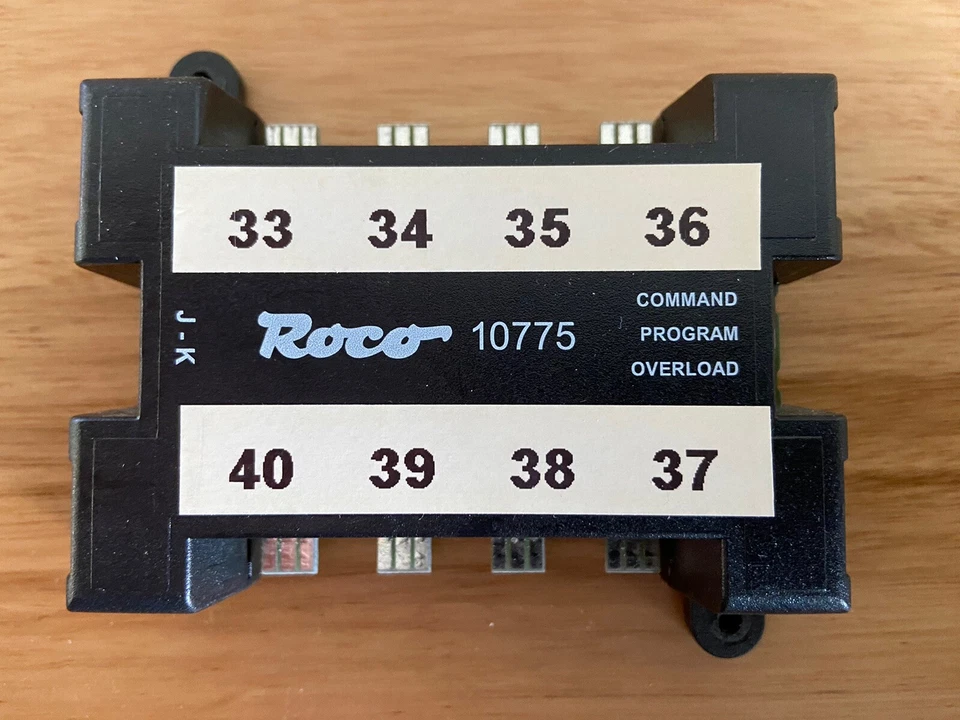 33 34 35 36
COMMAND
J-K
Roco 10775
PROGRAM
OVERLOAD
40 39 38 37